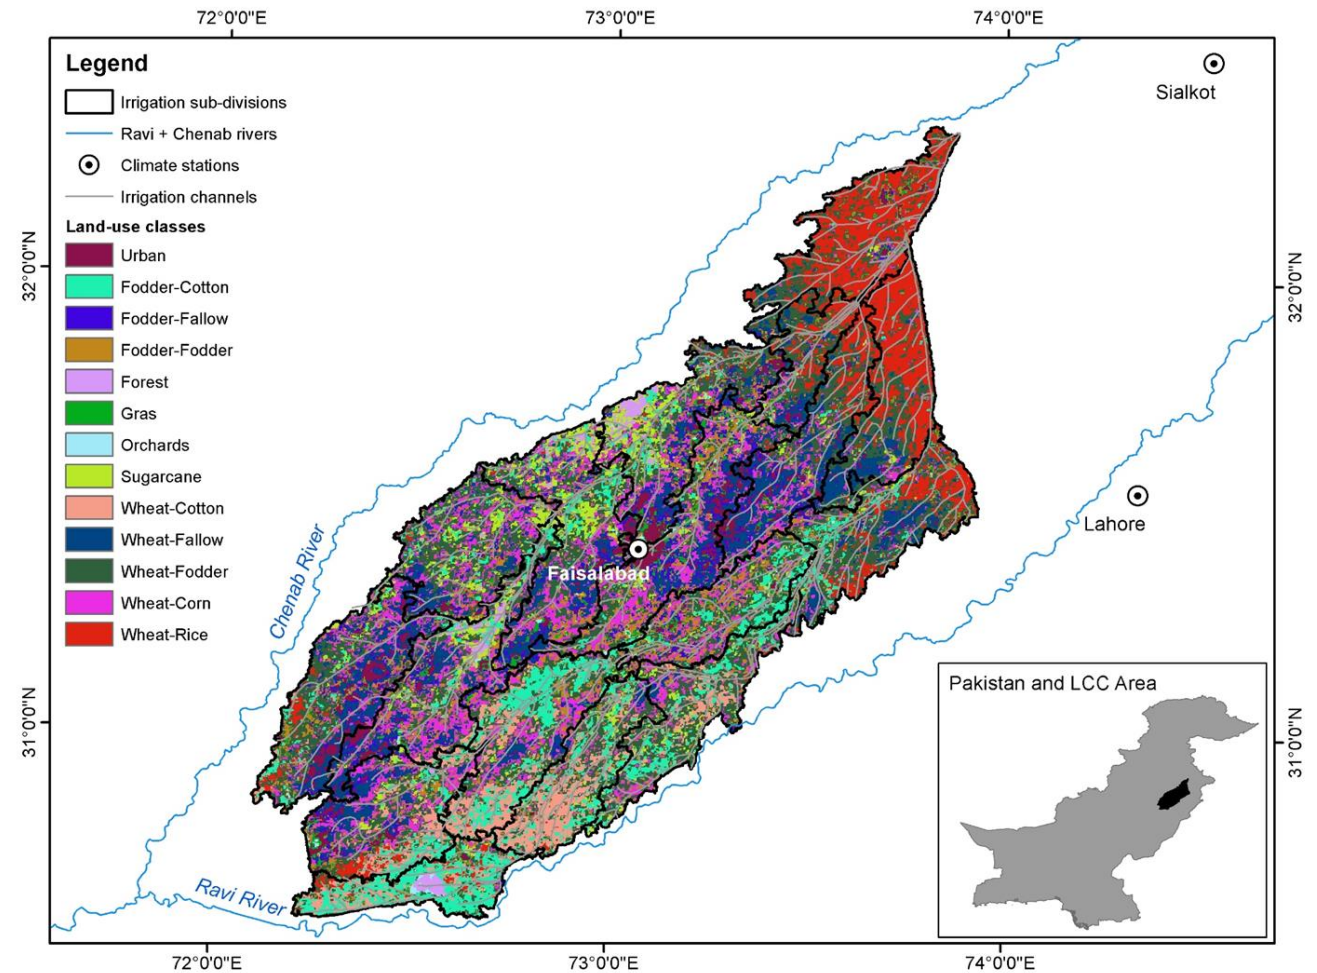 72°0'0"E 73°0'0"E 74°0'0"E
Legend
Irrigation sub-divisions
Ravi + Chenab rivers
Climate stations
Irrigation channels
Land-use classes
Urban
Fodder-Cotton
Fodder-Fallow
Fodder-Fodder
Forest
Gras
Orchards
Sugarcane
Wheat-Cotton
Wheat-Fallow
Wheat-Fodder
Wheat-Corn
Wheat-Rice
Sialkot
32°0'0"N
32°0'0"N
Lahore
Faisalabad
Chenab River
31°0'0"N
31°0'0"N
Pakistan and LCC Area
Ravi River
72°0'0"E 73°0'0"E 74°0'0"E